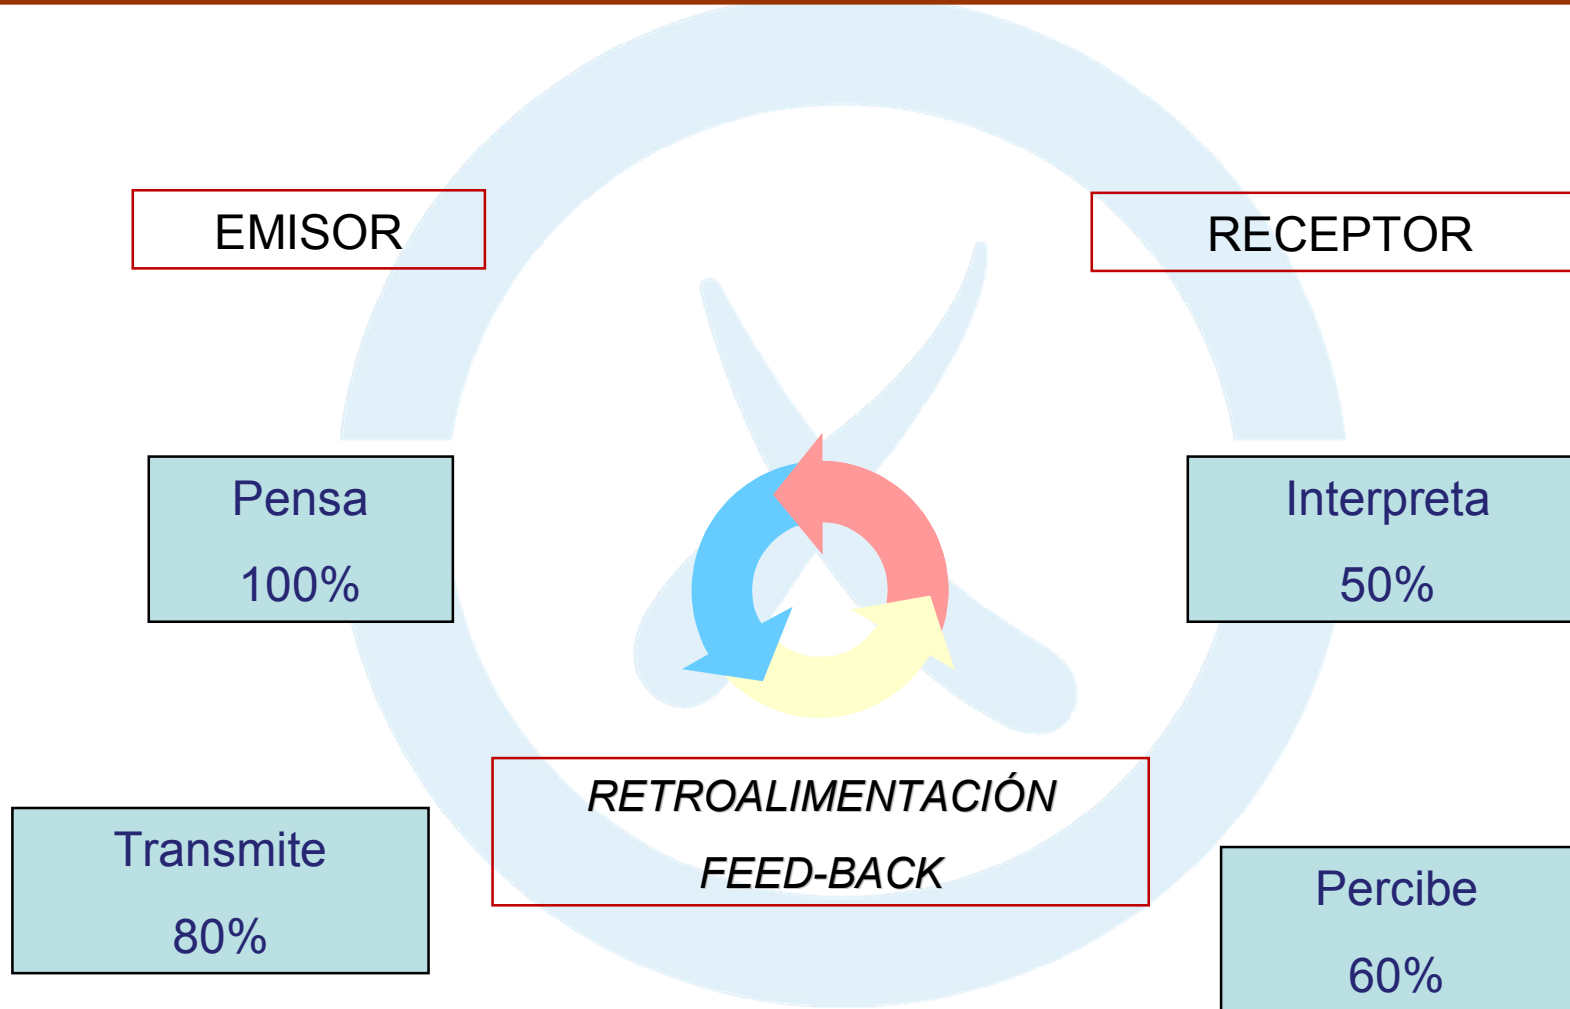 EMISOR
RECEPTOR
Pensa
100%
Interpreta
50%
RETROALIMENTACIÓN
FEED-BACK
Transmite
80%
Percibe
60%